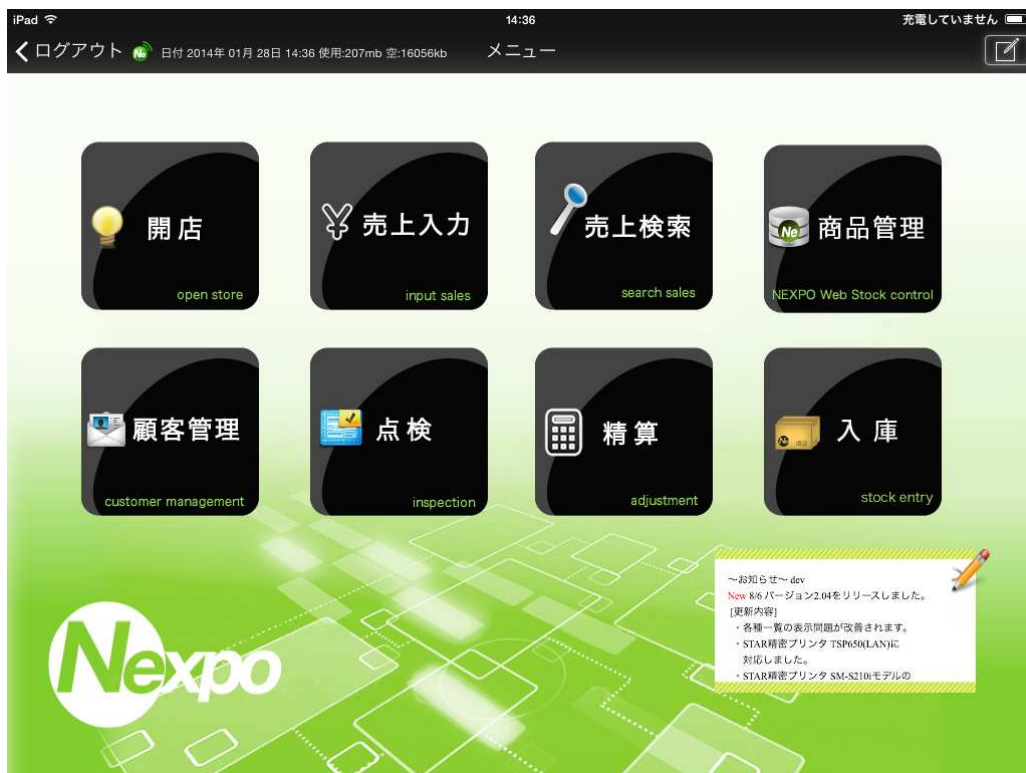 iPad 14:36 充電していません
ログアウト Ne 日付 2014年 01月 28日 14:36 使用:207mb 空:16056kb メニュー
開店
open store
売上入力
input sales
売上検索
search sales
Ne 商品管理
NEXPO Web Stock control
顧客管理
customer management
点検
inspection
精算
adjustment
Ne 商品 入庫
stock entry
〜お知らせ〜 dev
New 8/6 バージョン2.04をリリースしました。
[更新内容]
・各種一覧の表示問題が改善されます。
・STAR精密プリンタ TSP650(LAN)に
対応しました。
・STAR精密プリンタ SM-S210iモデルの
Nexpo